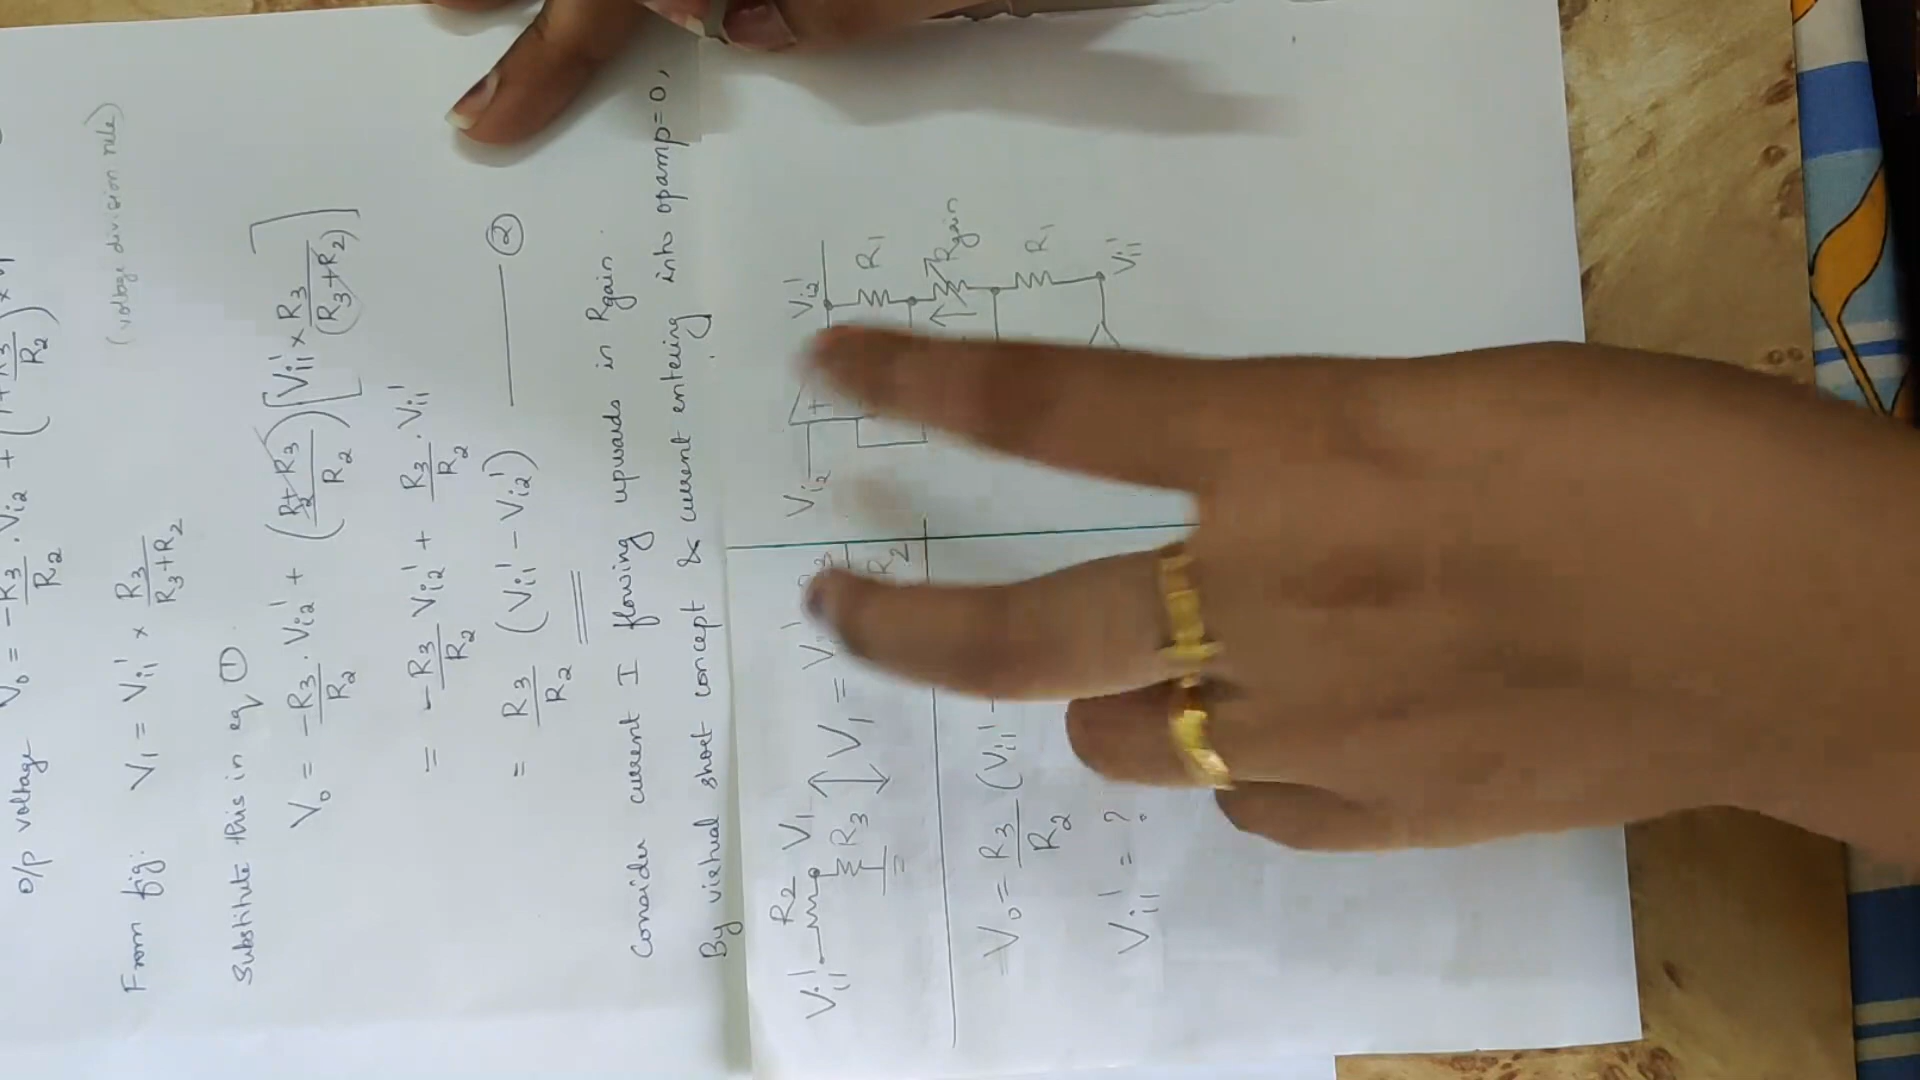 o/p voltage V₀ = -R₃/R₂ · Vi₂ + (1+R₃/R₂) ×
From fig: V₁ = Vi₁' × R₃/(R₃+R₂) (voltage division rule)
Substitute this in eq ①.
V₀ = -R₃/R₂ · Vi₂' + (R₂+R₃/R₂) [Vi₁' × R₃/(R₃+R₂)]
= -R₃/R₂ Vi₂' + R₃/R₂ · Vi₁'
= R₃/R₂ (Vi₁' - Vi₂') ②
Consider current I flowing upwards in Rgain.
By virtual short concept & current entering into opamp=0,
Vi₁' R₂ V₁
R₃ V₁ =
R₂
V₀ = R₃/R₂ (Vi₁' -
Vi₁' = ?
Vi₂ + Vi₂'
R₁
Rgain
R₁
Vi₁'